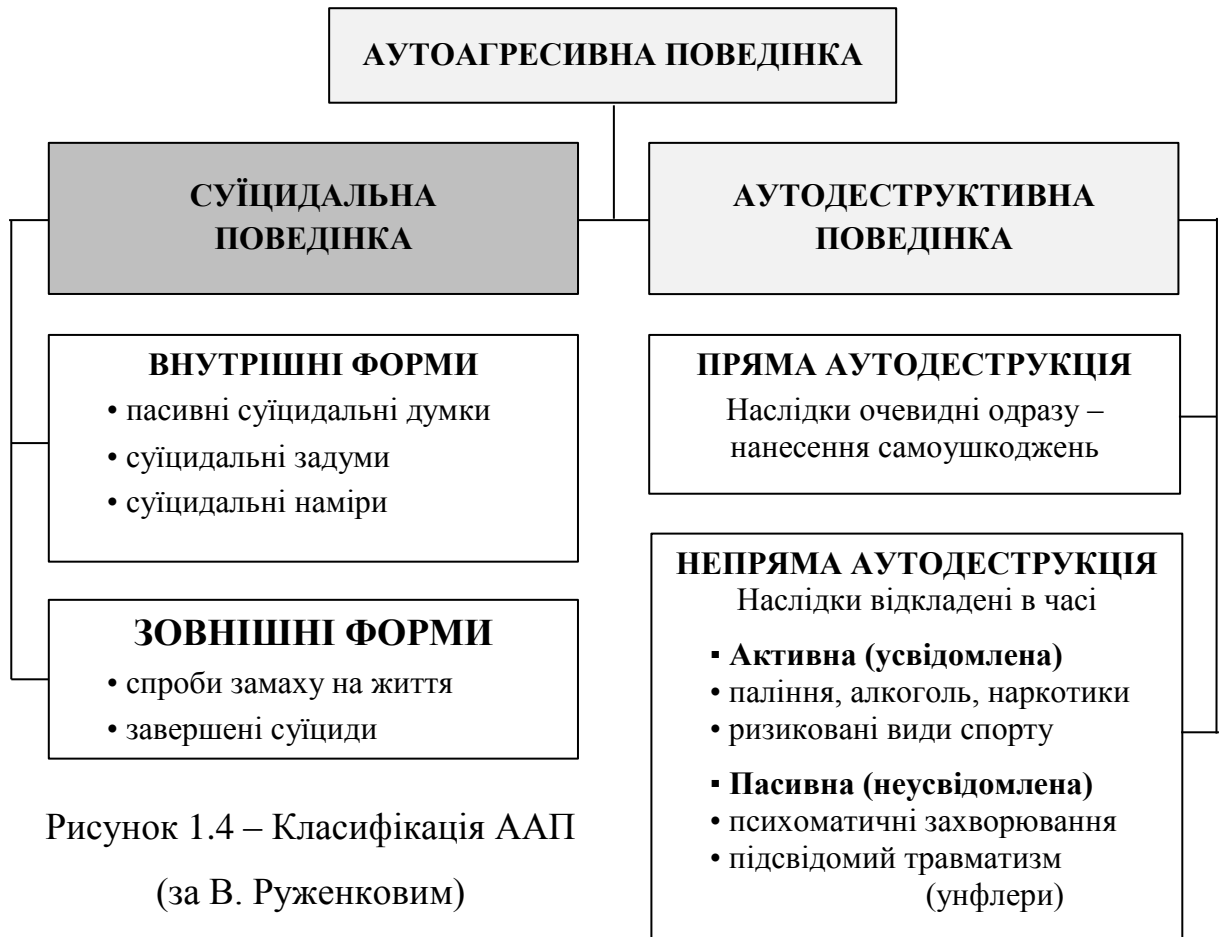 АУТОАГРЕСИВНА ПОВЕДІНКА
СУЇЦИДАЛЬНА
ПОВЕДІНКА
ВНУТРІШНІ ФОРМИ
• пасивні суїцидальні думки
• суїцидальні задуми
• суїцидальні наміри
ЗОВНІШНІ ФОРМИ
• спроби замаху на життя
• завершені суїциди
АУТОДЕСТРУКТИВНА
ПОВЕДІНКА
ПРЯМА АУТОДЕСТРУКЦІЯ
Наслідки очевидні одразу –
нанесення самоушкоджень
НЕПРЯМА АУТОДЕСТРУКЦІЯ
Наслідки відкладені в часі
▪ Активна (усвідомлена)
• паління, алкоголь, наркотики
• ризиковані види спорту
▪ Пасивна (неусвідомлена)
• психоматичні захворювання
• підсвідомий травматизм
(унфлери)
Рисунок 1.4 – Класифікація ААП
(за В. Руженковим)